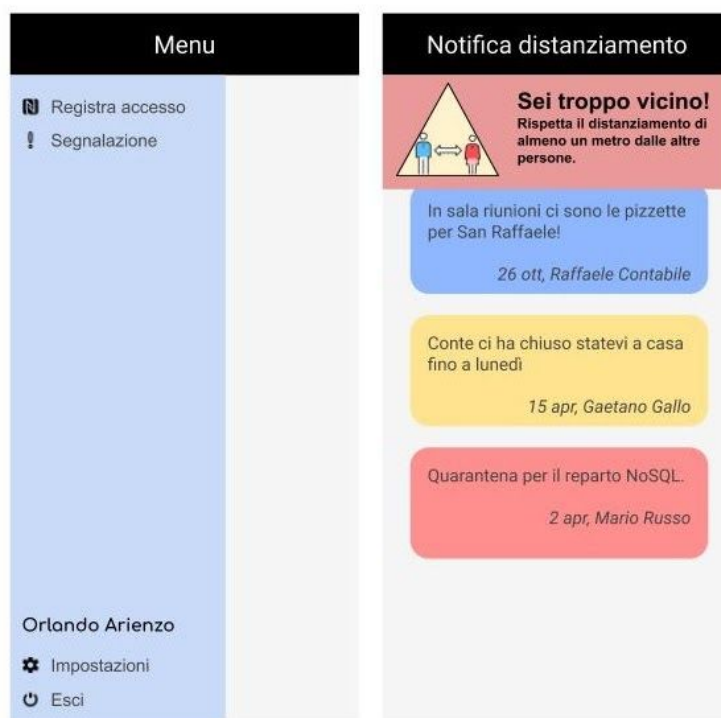 Menu
Registra accesso
Segnalazione
Orlando Arienzo
Impostazioni
Esci
Notifica distanziamento
Sei troppo vicino!
Rispetta il distanziamento di
almeno un metro dalle altre
persone.
In sala riunioni ci sono le pizzette
per San Raffaele!
26 ott, Raffaele Contabile
Conte ci ha chiuso statevi a casa
fino a lunedì
15 apr, Gaetano Gallo
Quarantena per il reparto NoSQL.
2 apr, Mario Russo